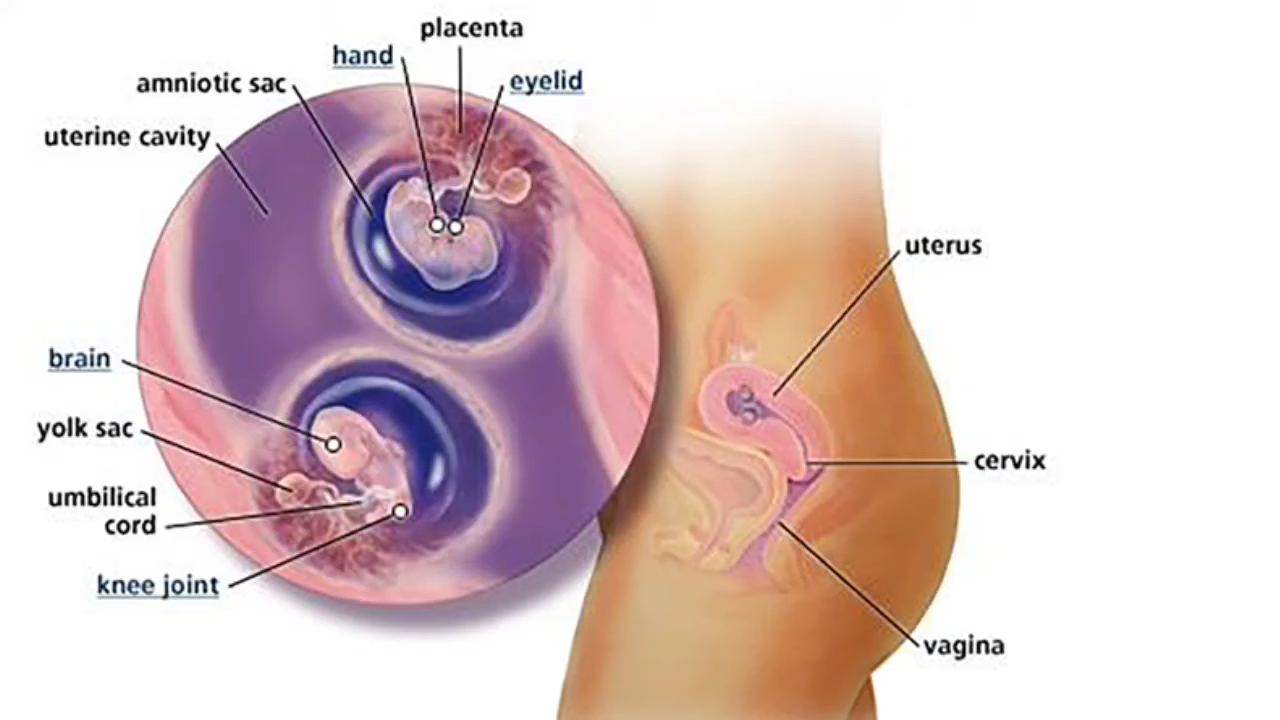 placenta
hand
eyelid
amniotic sac
uterine cavity
uterus
brain
yolk sac
cervix
umbilical
cord
knee joint
vagina